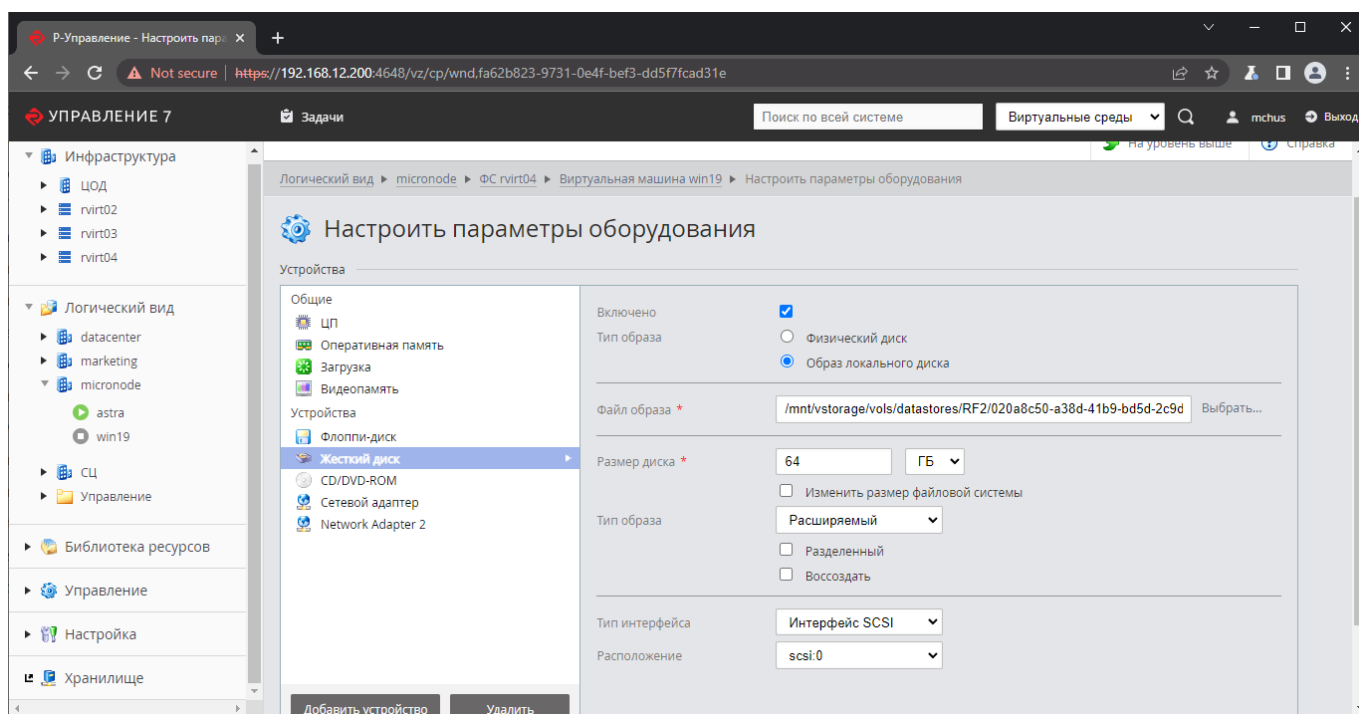 Р-Управление - Настроить пара
Not secure
https://192.168.12.200:4648/vz/cp/wnd,fa62b823-9731-0e4f-bef3-dd5f7fcad31e
УПРАВЛЕНИЕ 7
Задачи
Поиск по всей системе
Виртуальные среды
mchus
Выход
На уровень выше
Справка
Инфраструктура
ЦОД
rvirt02
rvirt03
rvirt04
Логический вид
datacenter
marketing
micronode
astra
win19
СЦ
Управление
Библиотека ресурсов
Управление
Настройка
Хранилище
Логический вид micronode ФС rvirt04 Виртуальная машина win19 Настроить параметры оборудования
Настроить параметры оборудования
Устройства
Общие
ЦП
Оперативная память
Загрузка
Видеопамять
Устройства
Флоппи-диск
Жесткий диск
CD/DVD-ROM
Сетевой адаптер
Network Adapter 2
Добавить устройство
Удалить
Включено
Тип образа
Физический диск
Образ локального диска
Файл образа *
/mnt/vstorage/vols/datastores/RF2/020a8c50-a38d-41b9-bd5d-2c9d
Выбрать...
Размер диска *
64
ГБ
Изменить размер файловой системы
Тип образа
Расширяемый
Разделенный
Воссоздать
Тип интерфейса
Интерфейс SCSI
Расположение
scsi:0